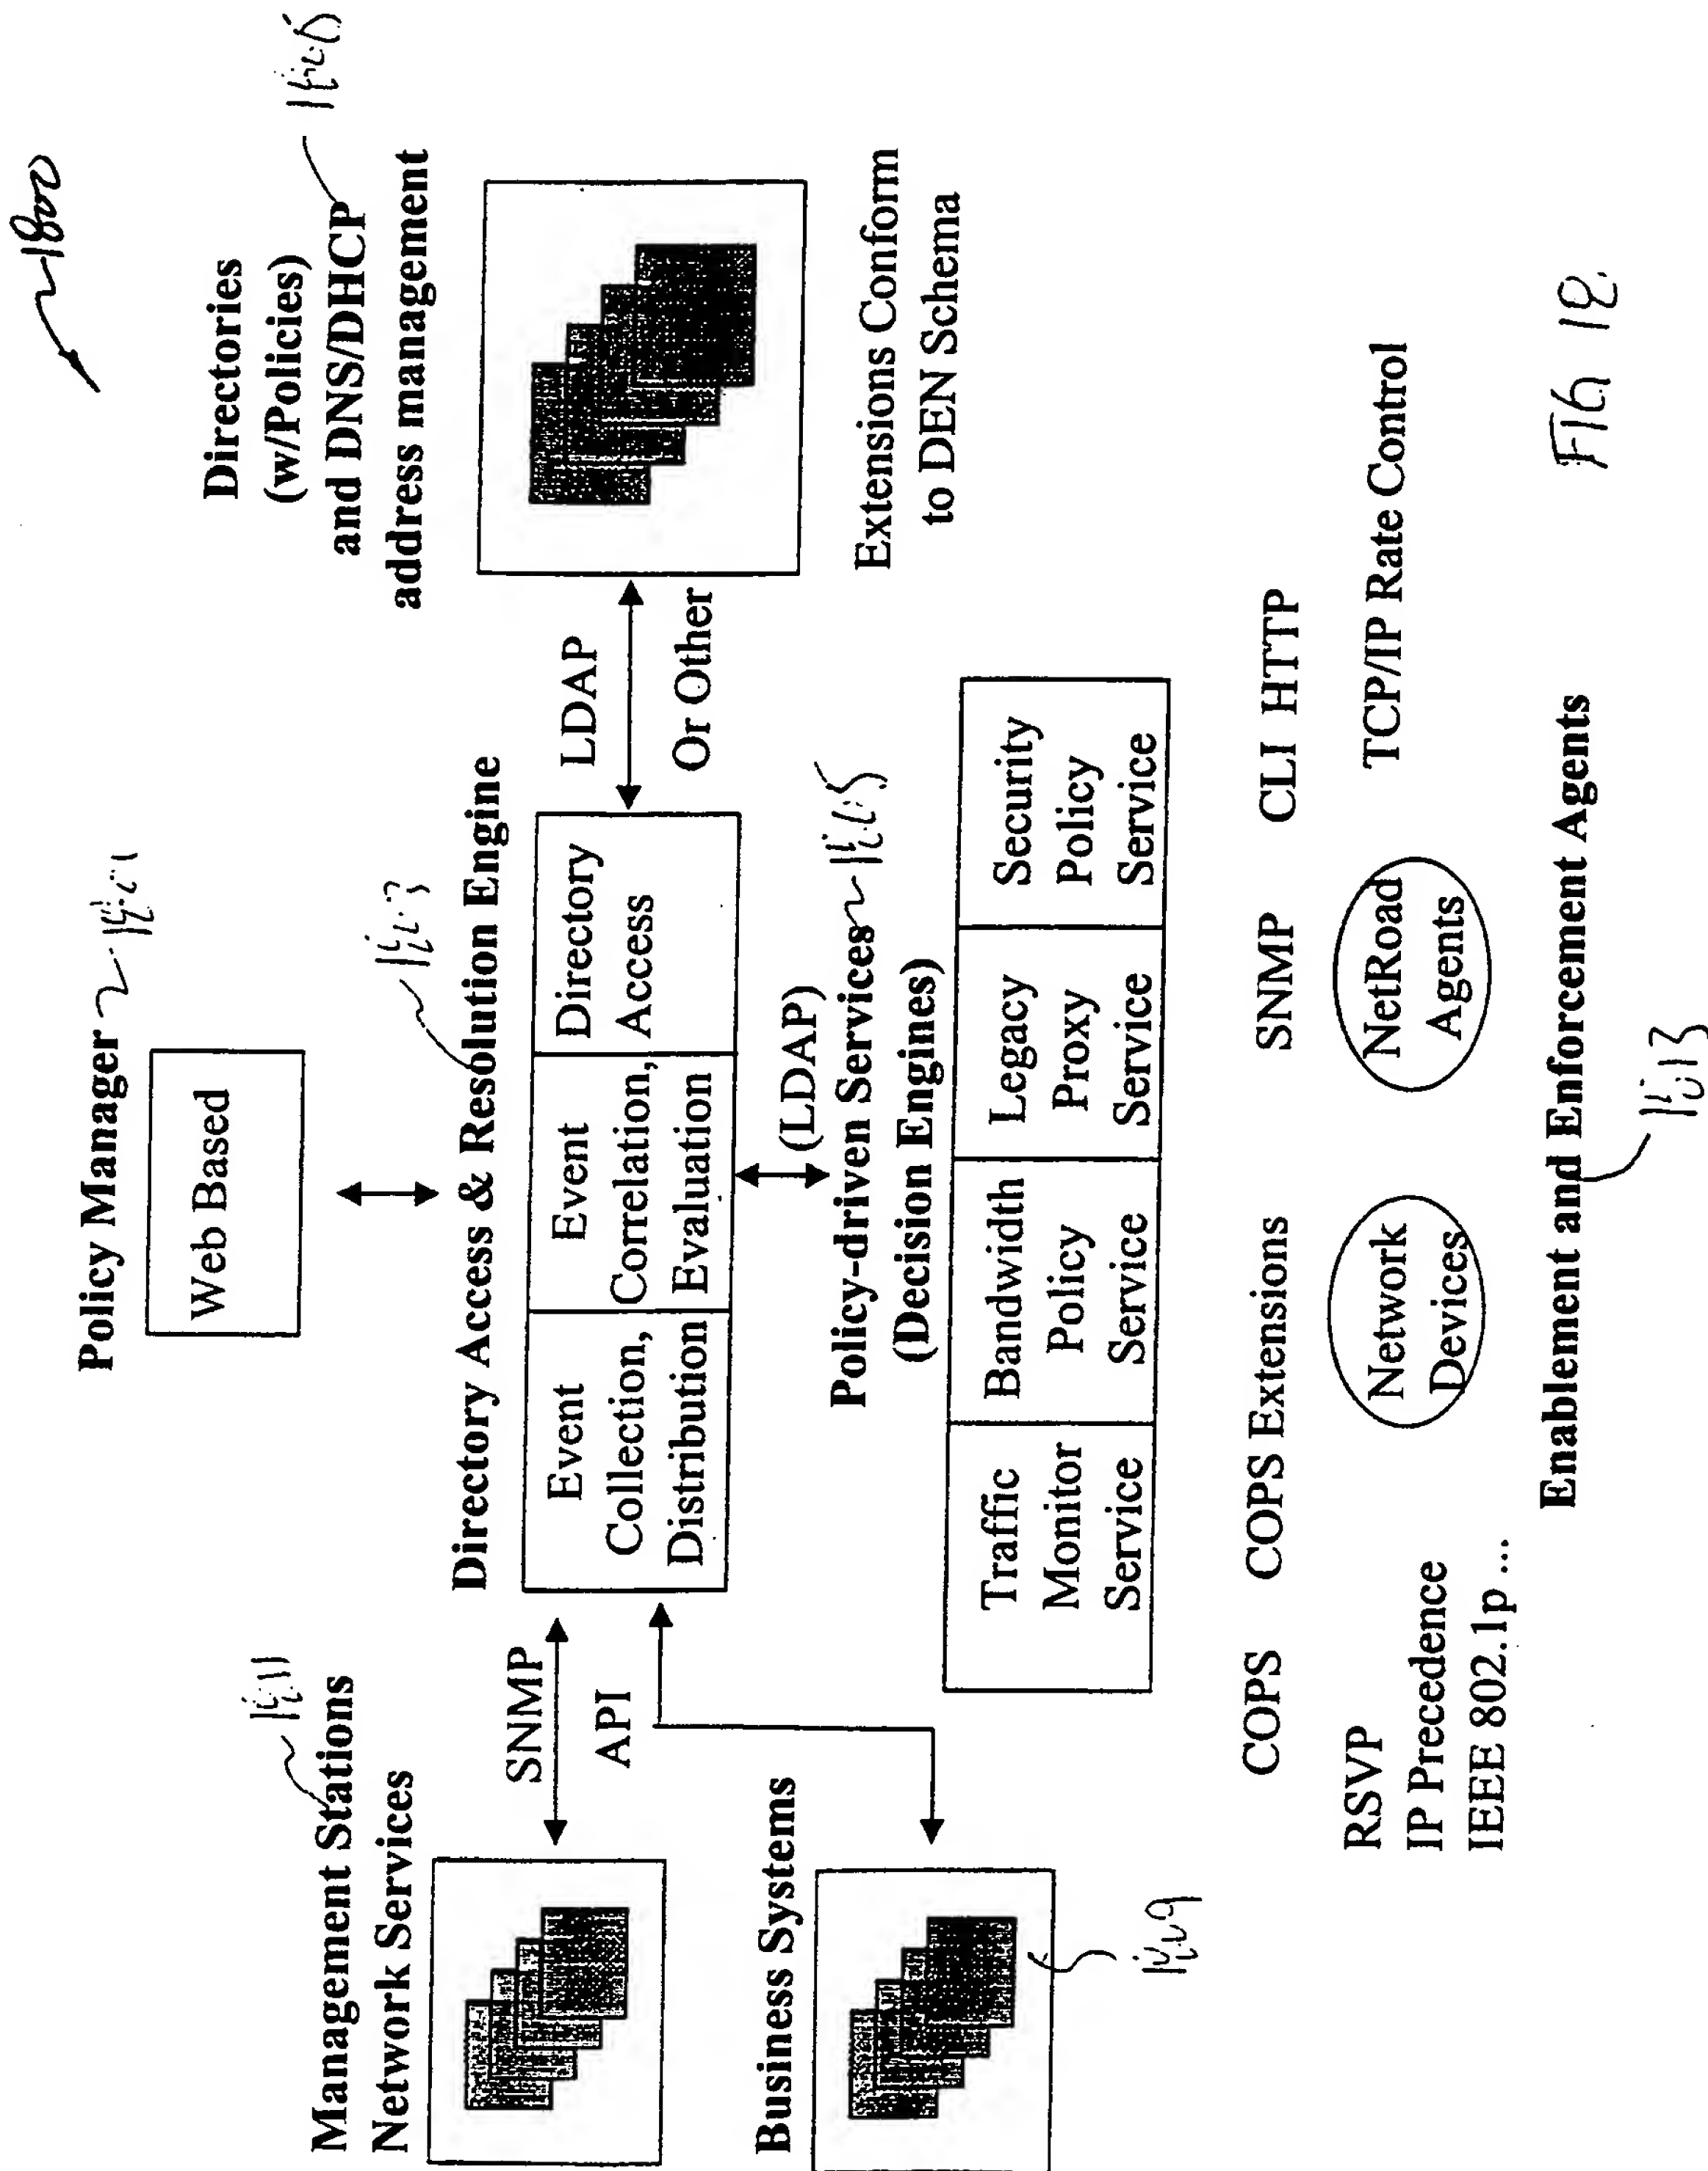 1800
Policy Manager
Web Based
Directories
(w/Policies)
and DNS/DHCP
address management
Management Stations
Network Services
1811
Directory Access & Resolution Engine
1803
Event
Collection,
Distribution
Event
Correlation,
Evaluation
Directory
Access
SNMP
API
LDAP
Or Other
Extensions Conform
to DEN Schema
Business Systems
1809
(LDAP)
Policy-driven Services
(Decision Engines)
Traffic
Monitor
Service
Bandwidth
Policy
Service
Legacy
Proxy
Service
Security
Policy
Service
COPS COPS Extensions SNMP CLI HTTP
RSVP
IP Precedence
IEEE 802.1p ...
Network
Devices
NetRoad
Agents
TCP/IP Rate Control
Enablement and Enforcement Agents
1813
FIG 18